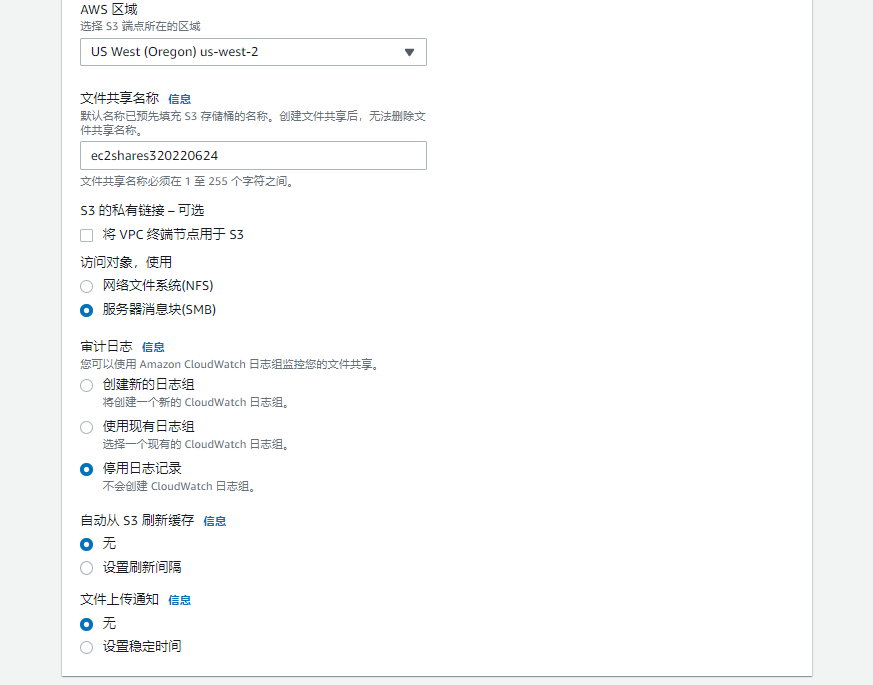 AWS 区域
选择 S3 端点所在的区域
US West (Oregon) us-west-2
文件共享名称 信息
默认名称已预先填充 S3 存储桶的名称。创建文件共享后，无法删除文
件共享名称。
ec2shares320220624
文件共享名称必须在 1 至 255 个字符之间。
S3 的私有链接 – 可选
将 VPC 终端节点用于 S3
访问对象，使用
网络文件系统(NFS)
服务器消息块(SMB)
审计日志 信息
您可以使用 Amazon CloudWatch 日志组监控您的文件共享。
创建新的日志组
将创建一个新的 CloudWatch 日志组。
使用现有日志组
选择一个现有的 CloudWatch 日志组。
停用日志记录
不会创建 CloudWatch 日志组。
自动从 S3 刷新缓存 信息
无
设置刷新间隔
文件上传通知 信息
无
设置稳定时间